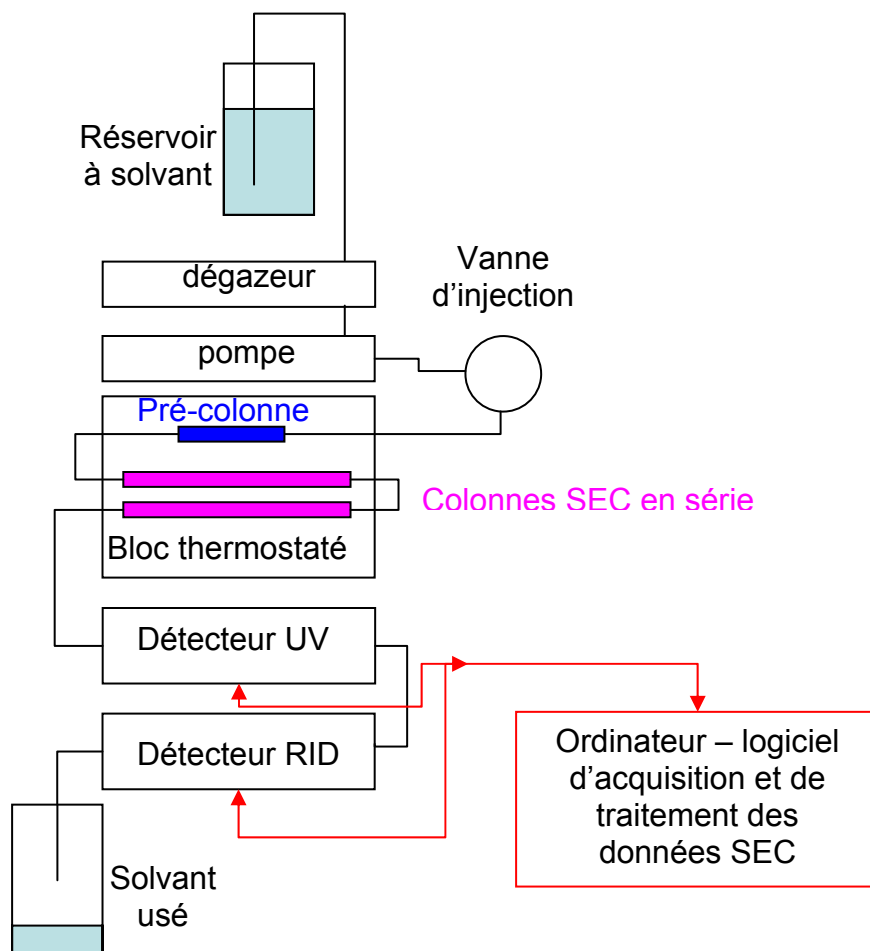 Réservoir
à solvant
dégazeur
Vanne
d’injection
pompe
Pré-colonne
Colonnes SEC en série
Bloc thermostaté
Détecteur UV
Détecteur RID
Ordinateur – logiciel
d’acquisition et de
traitement des
données SEC
Solvant
usé